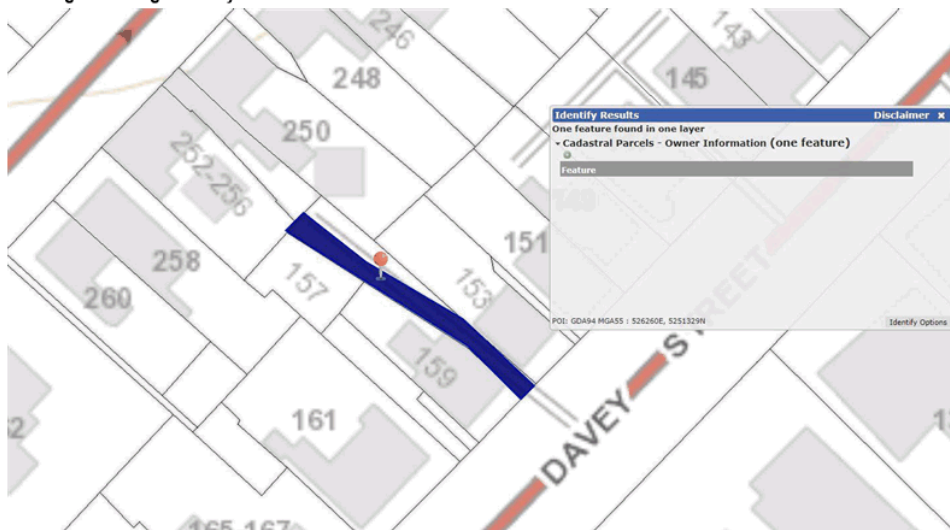 246
248
250
252-256
258
260
143
145
Identify Results
Disclaimer x
One feature found in one layer
Cadastral Parcels - Owner Information (one feature)
Feature
151
153
157
159
161
165-167
DAVEY STREET
POI: GDA94 MGA55 : 526260E, 5251329N
Identify Options